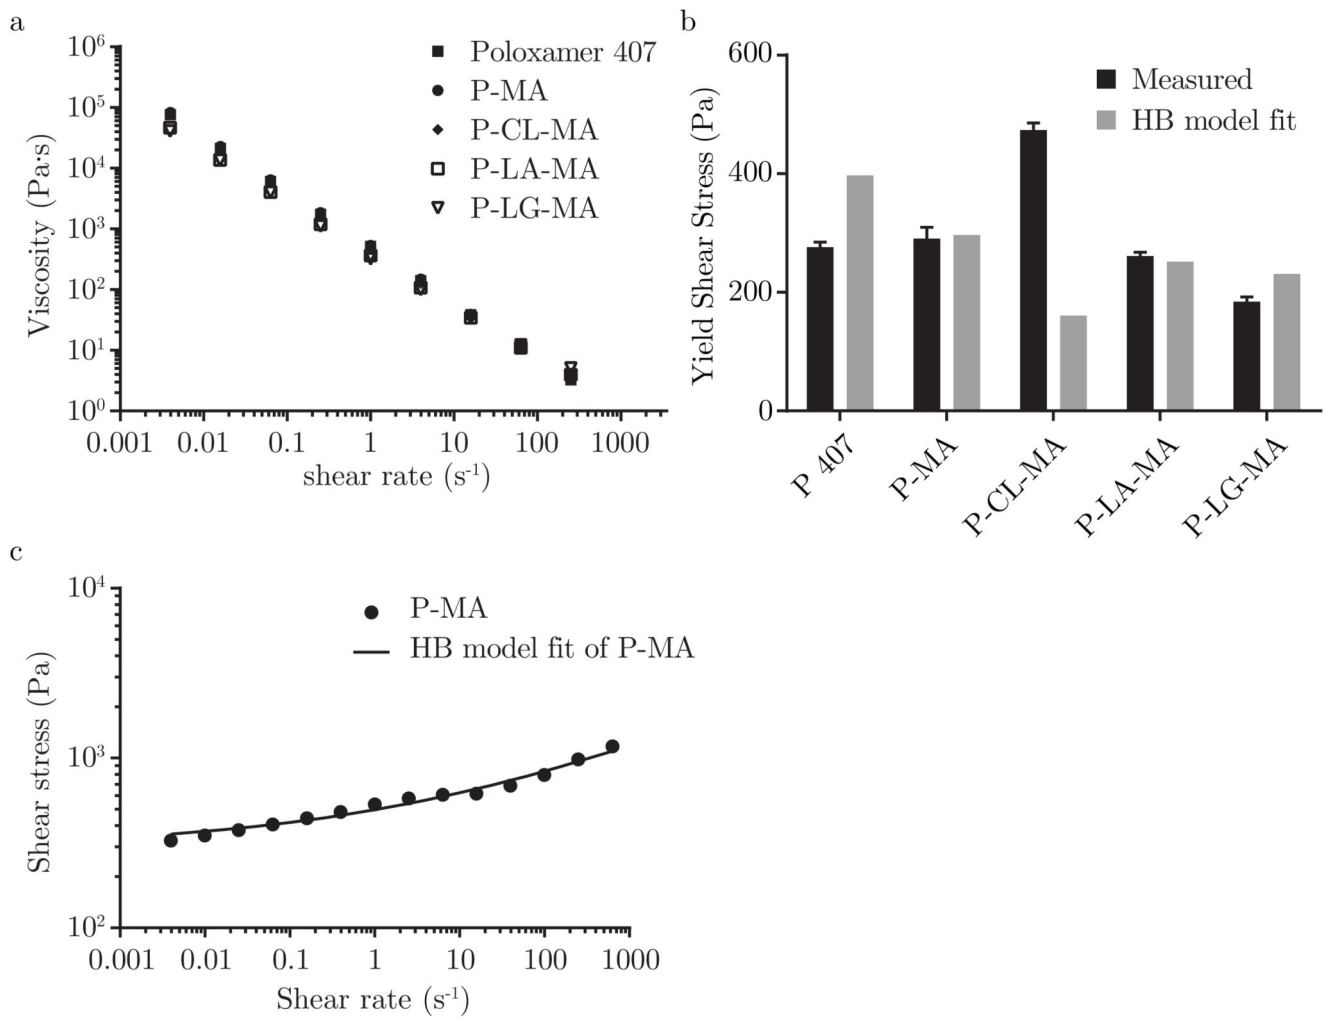 a
10⁶
10⁵
10⁴
10³
10²
10¹
10⁰
Viscosity (Pa·s)
Poloxamer 407
P-MA
P-CL-MA
P-LA-MA
P-LG-MA
0.001 0.01 0.1 1 10 100 1000
shear rate (s⁻¹)
b
600
400
200
0
Yield Shear Stress (Pa)
Measured
HB model fit
P 407
P-MA
P-CL-MA
P-LA-MA
P-LG-MA
c
10⁴
10³
10²
Shear stress (Pa)
P-MA
HB model fit of P-MA
0.001 0.01 0.1 1 10 100 1000
Shear rate (s⁻¹)